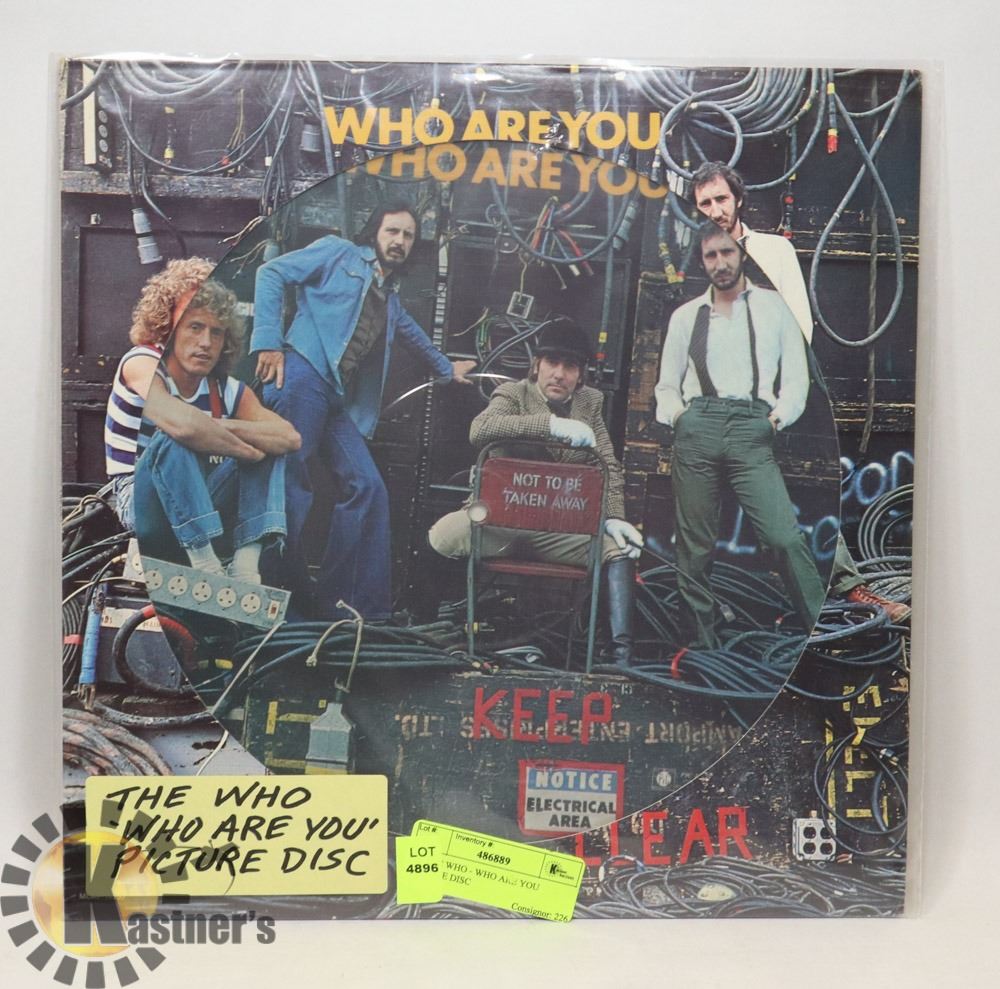 WHO ARE YOU
WHO ARE YOU
NOT TO BE
TAKEN AWAY
KEEP
NOTICE
ELECTRICAL
AREA
LEAR
THE WHO
'WHO ARE YOU'
PICTURE DISC
Lot #
Inventory #
LOT
4896
486889
WHO - WHO ARE YOU
E DISC
Consignor: 226
Kastner's